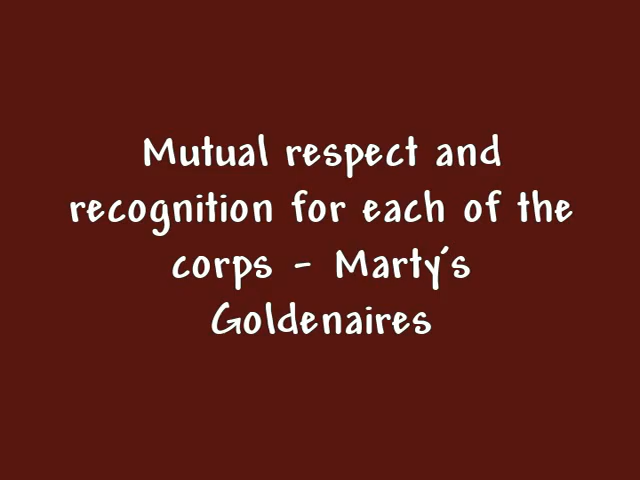 Mutual respect and
recognition for each of the
corps - Marty's
Goldenaires